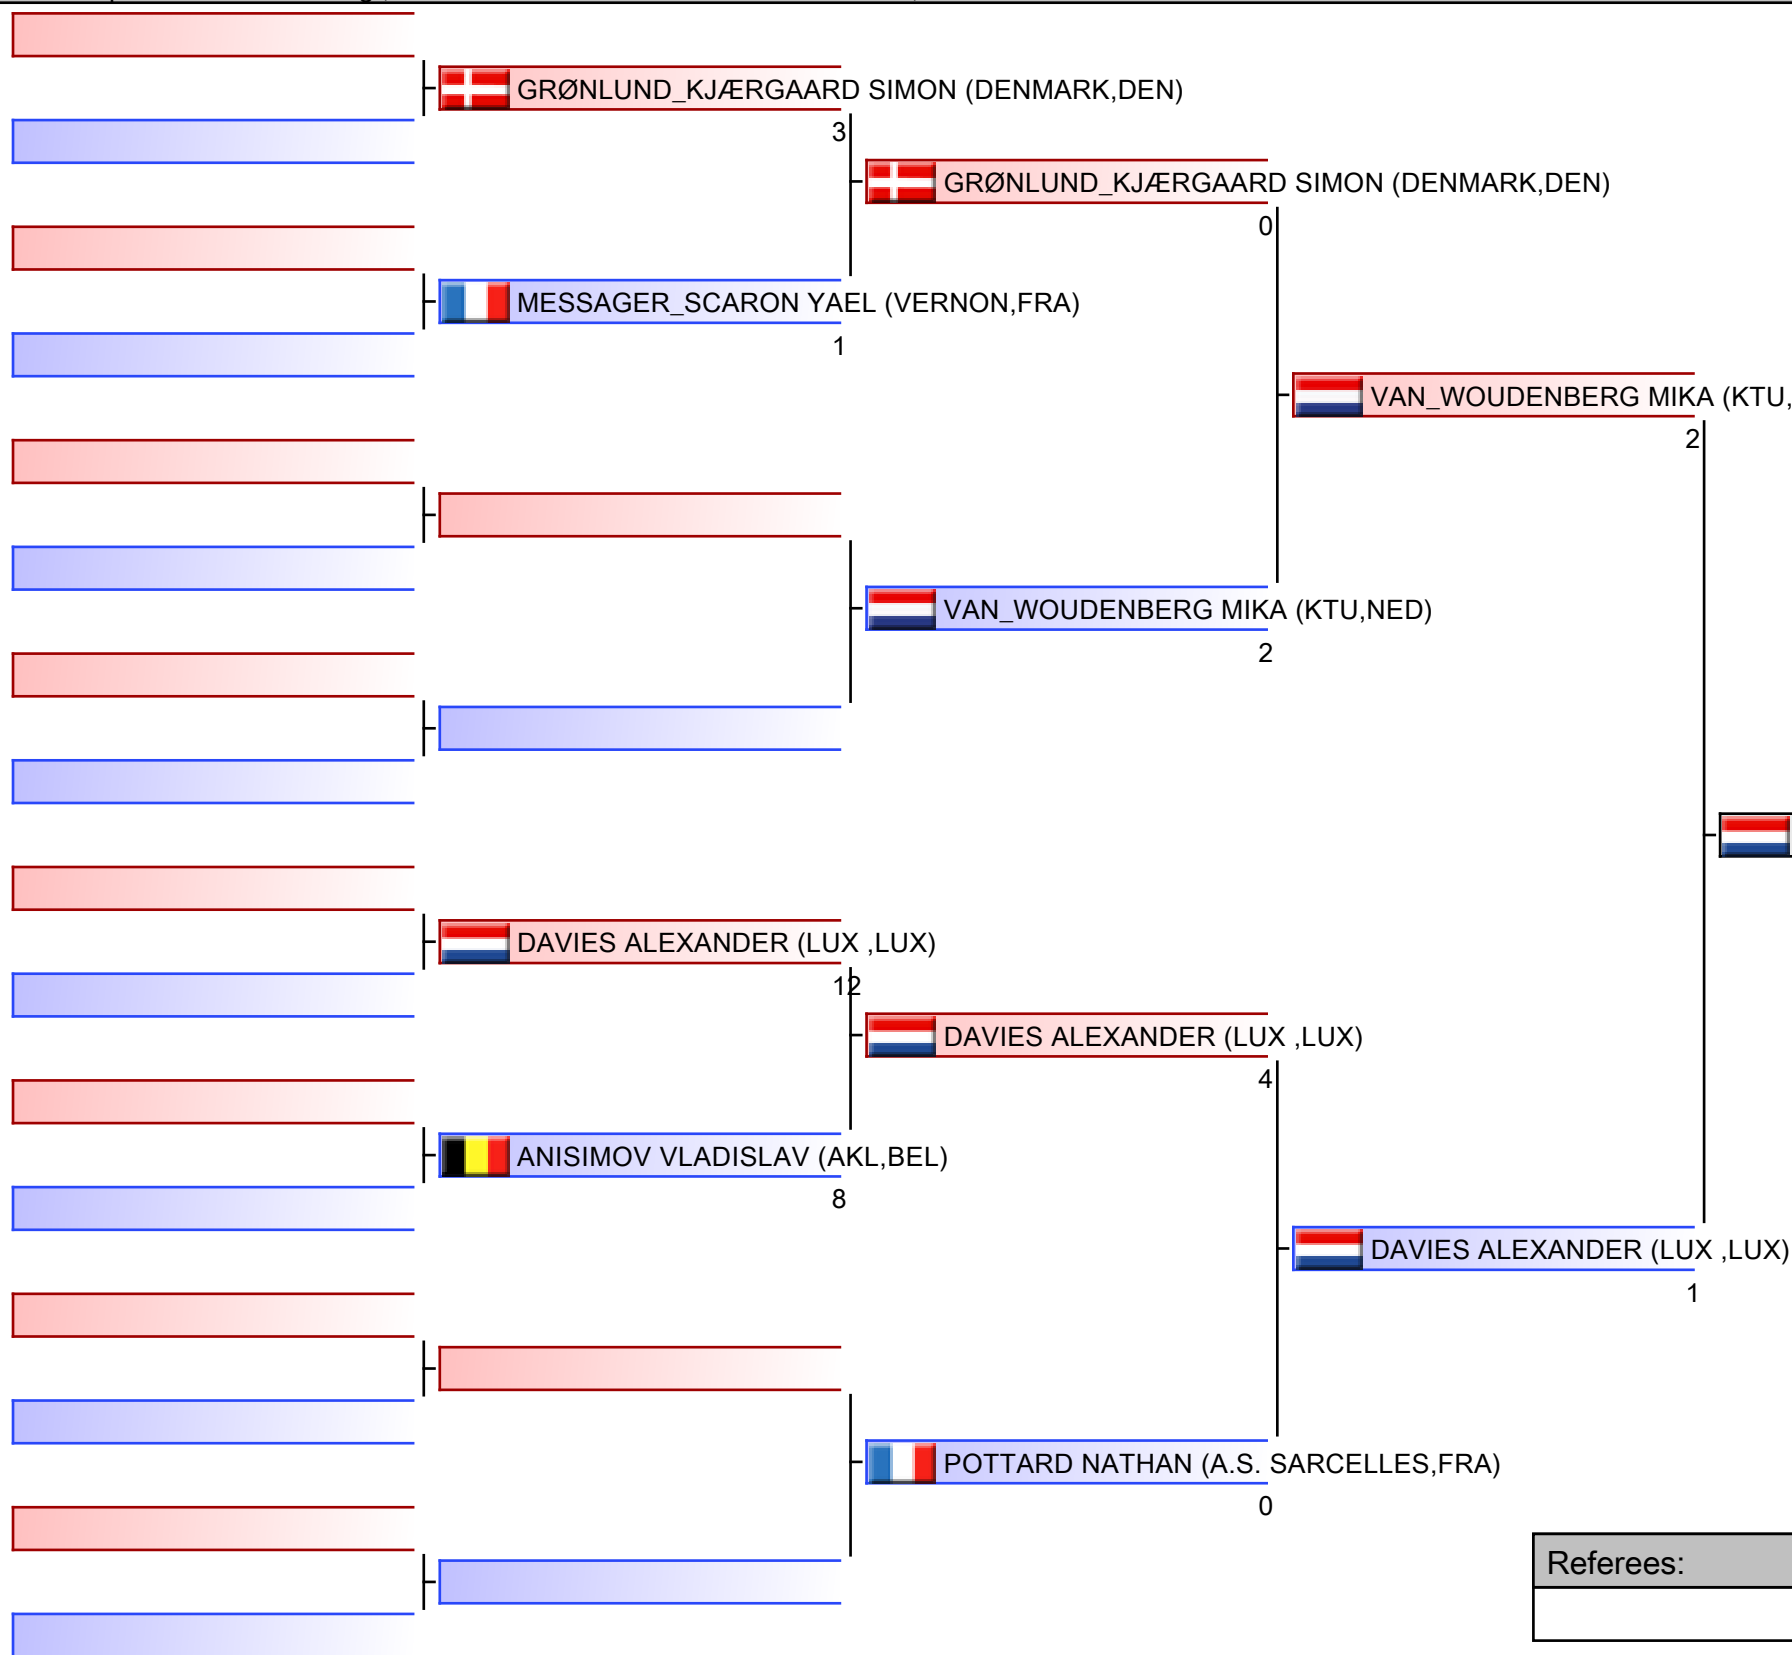 GRØNLUND_KJÆRGAARD SIMON (DENMARK,DEN)
3
GRØNLUND_KJÆRGAARD SIMON (DENMARK,DEN)
0
MESSAGER_SCARON YAEL (VERNON,FRA)
1
VAN_WOUDENBERG MIKA (KTU,
2
VAN_WOUDENBERG MIKA (KTU,NED)
2
DAVIES ALEXANDER (LUX ,LUX)
12
DAVIES ALEXANDER (LUX ,LUX)
4
ANISIMOV VLADISLAV (AKL,BEL)
8
DAVIES ALEXANDER (LUX ,LUX)
1
POTTARD NATHAN (A.S. SARCELLES,FRA)
0
Referees: